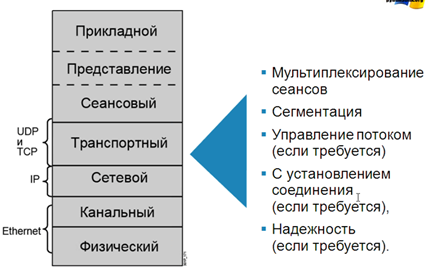 Прикладной
Представление
Сеансовый
UDP
и
TCP
Транспортный
IP
Сетевой
Ethernet
Канальный
Физический
Мультиплексирование
сеансов
Сегментация
Управление потоком
(если требуется)
С установлением
соединения
(если требуется),
Надежность
(если требуется).